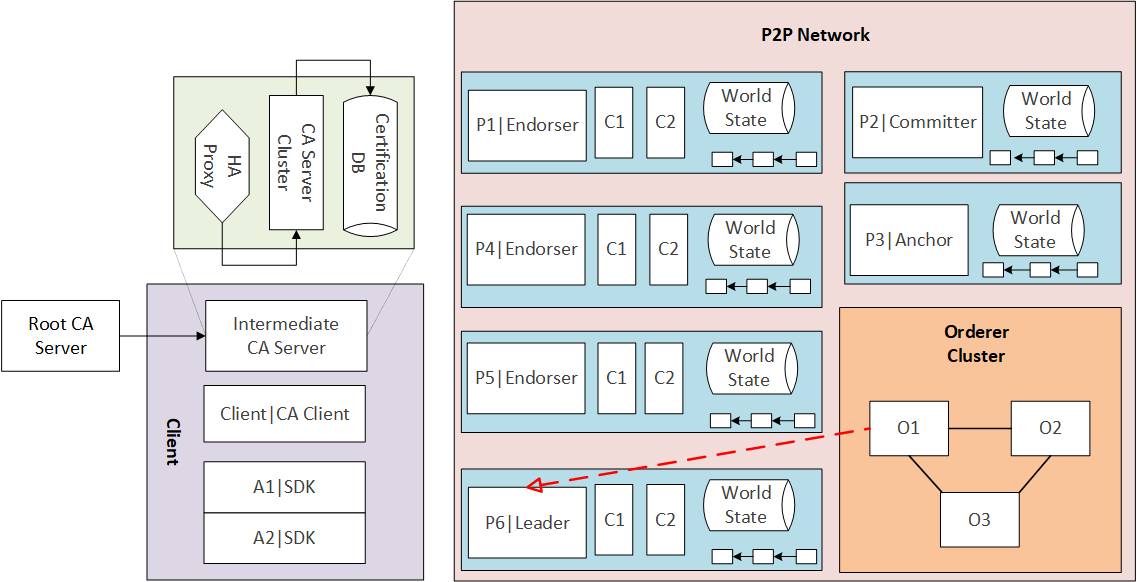 HA
Proxy
CA Server
Cluster
Certification
DB
Root CA
Server
Intermediate
CA Server
Client|CA Client
Client
A1|SDK
A2|SDK
P2P Network
P1|Endorser
C1
C2
World
State
P2|Committer
World
State
P4|Endorser
C1
C2
World
State
P3|Anchor
World
State
P5|Endorser
C1
C2
World
State
P6|Leader
C1
C2
World
State
Orderer
Cluster
O1
O2
O3